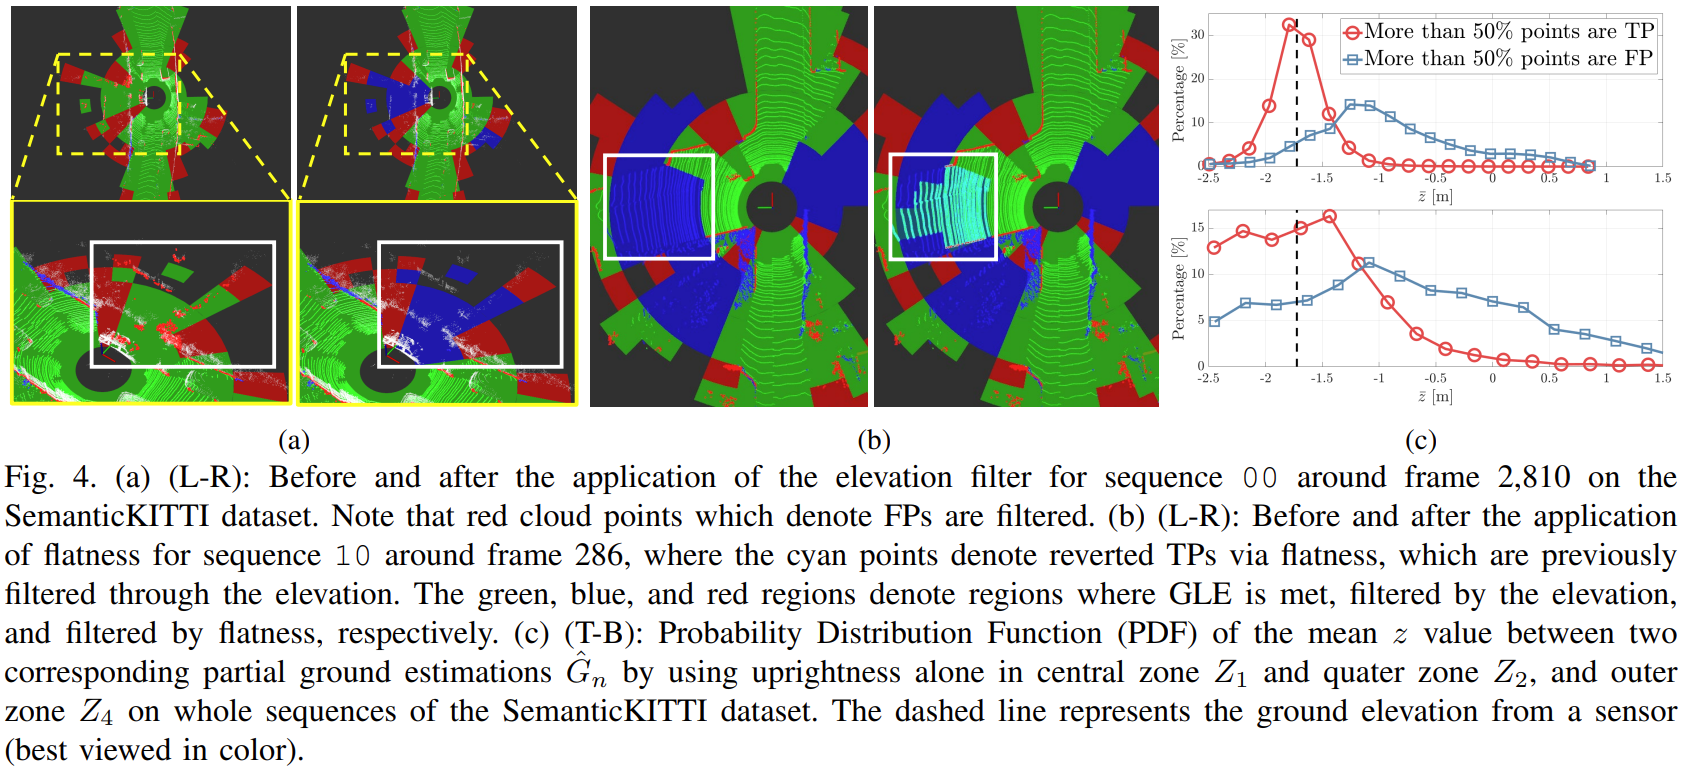 Percentage [%]
30
20
10
0
More than 50% points are TP
More than 50% points are FP
-2.5 -2 -1.5 -1 -0.5 0 0.5 1 1.5
z̄ [m]
Percentage [%]
15
10
5
0
-2.5 -2 -1.5 -1 -0.5 0 0.5 1 1.5
z̄ [m]
(a) (b) (c)
Fig. 4. (a) (L-R): Before and after the application of the elevation filter for sequence 00 around frame 2,810 on the
SemanticKITTI dataset. Note that red cloud points which denote FPs are filtered. (b) (L-R): Before and after the application
of flatness for sequence 10 around frame 286, where the cyan points denote reverted TPs via flatness, which are previously
filtered through the elevation. The green, blue, and red regions denote regions where GLE is met, filtered by the elevation,
and filtered by flatness, respectively. (c) (T-B): Probability Distribution Function (PDF) of the mean z value between two
corresponding partial ground estimations Ĝₙ by using uprightness alone in central zone Z₁ and quater zone Z₂, and outer
zone Z₄ on whole sequences of the SemanticKITTI dataset. The dashed line represents the ground elevation from a sensor
(best viewed in color).